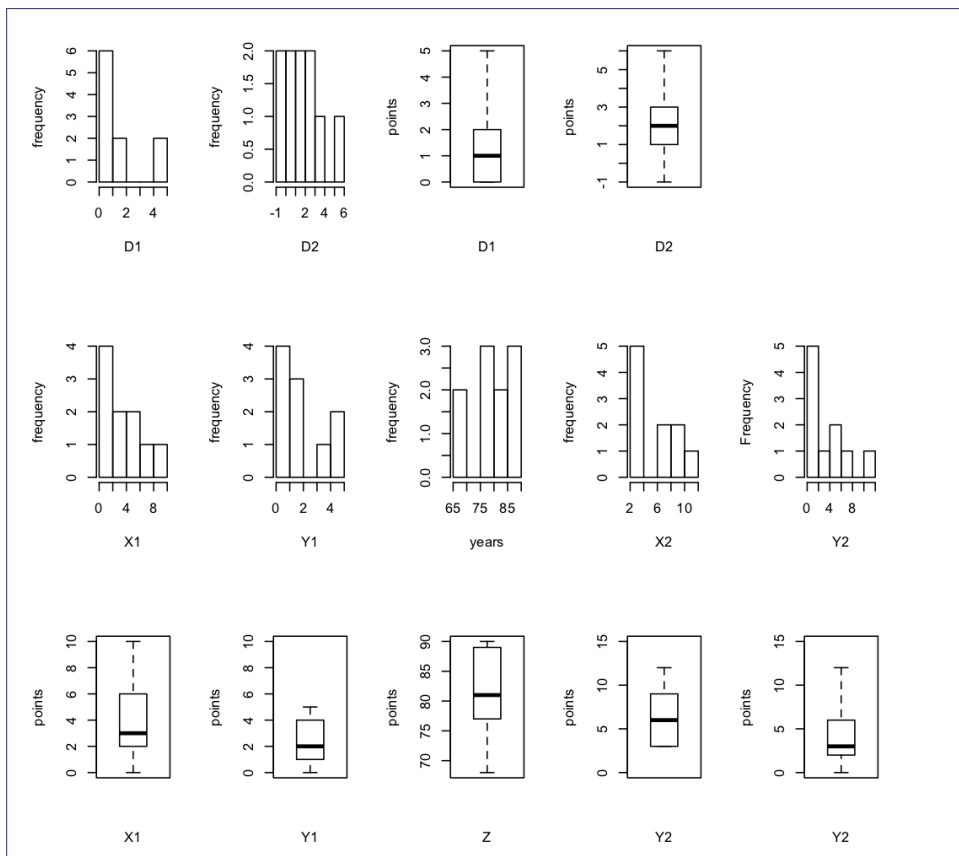 frequency
0 1 2 3 4 5 6
0 2 4
D1
frequency
0.0 0.5 1.0 1.5 2.0
-1 2 4 6
D2
points
0 1 2 3 4 5
D1
points
-1 1 3 5
D2
frequency
0 1 2 3 4
0 4 8
X1
frequency
0 1 2 3 4
0 2 4
Y1
frequency
0.0 1.0 2.0 3.0
65 75 85
years
frequency
0 1 2 3 4 5
2 6 10
X2
Frequency
0 1 2 3 4 5
0 4 8
Y2
points
0 2 4 6 8 10
X1
points
0 2 4 6 8 10
Y1
points
70 75 80 85 90
Z
points
0 5 10 15
Y2
points
0 5 10 15
Y2